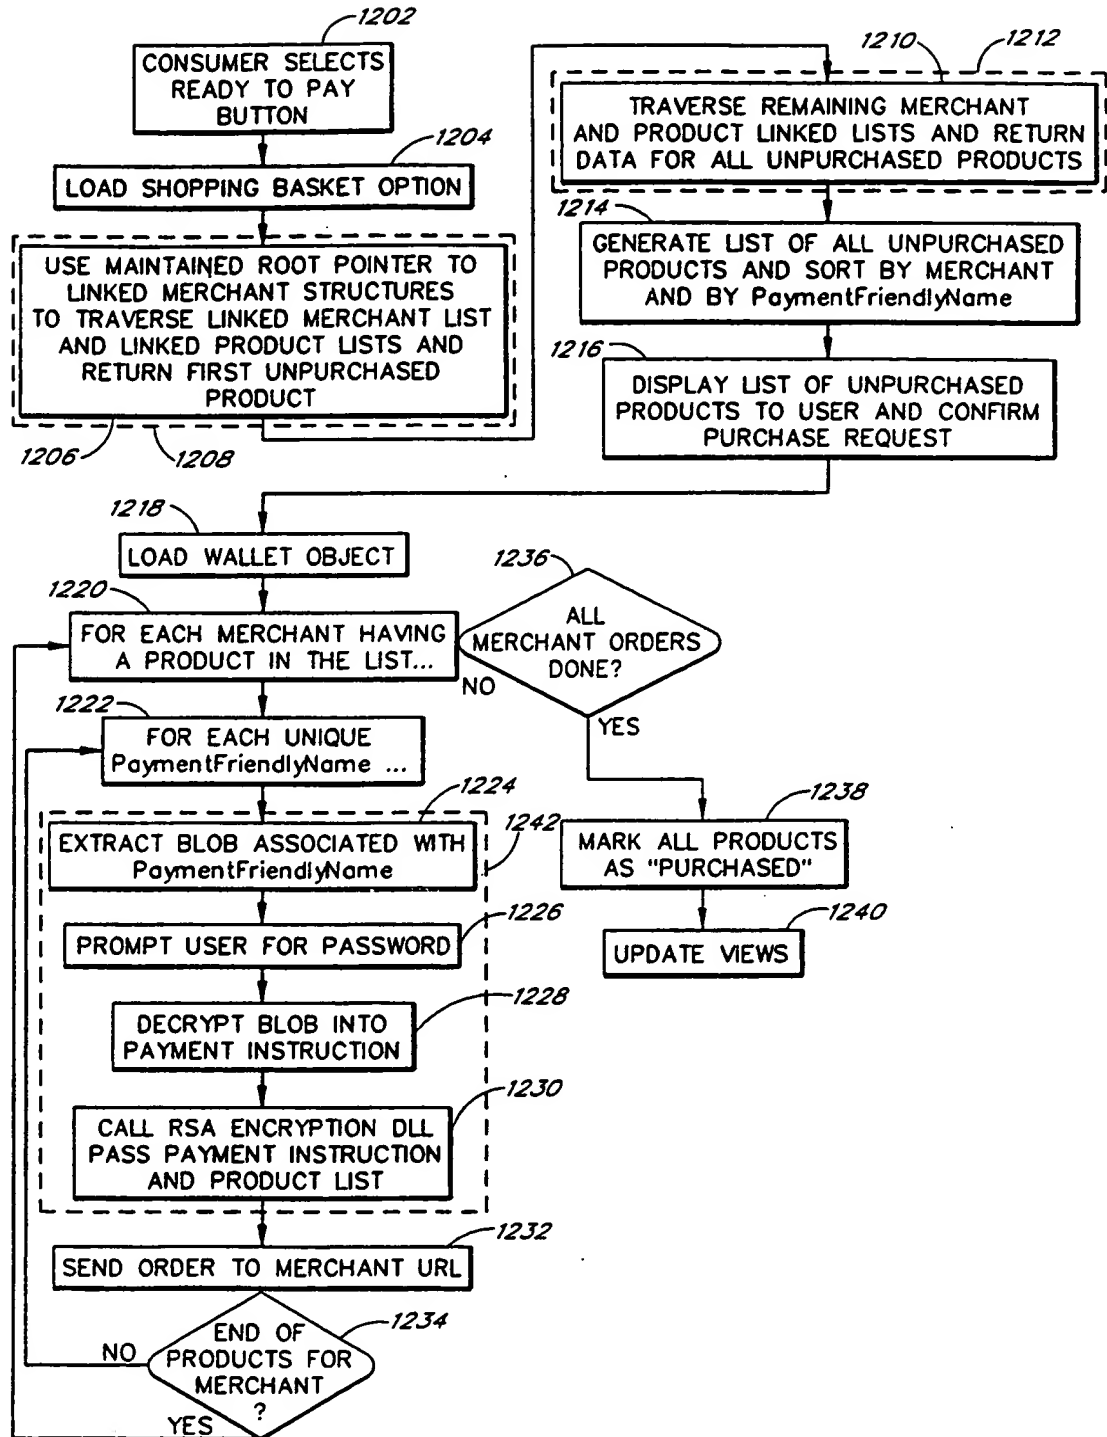 1202
CONSUMER SELECTS
READY TO PAY
BUTTON
1204
LOAD SHOPPING BASKET OPTION
USE MAINTAINED ROOT POINTER TO
LINKED MERCHANT STRUCTURES
TO TRAVERSE LINKED MERCHANT LIST
AND LINKED PRODUCT LISTS AND
RETURN FIRST UNPURCHASED
PRODUCT
1206
1208
1210
1212
TRAVERSE REMAINING MERCHANT
AND PRODUCT LINKED LISTS AND RETURN
DATA FOR ALL UNPURCHASED PRODUCTS
1214
GENERATE LIST OF ALL UNPURCHASED
PRODUCTS AND SORT BY MERCHANT
AND BY PaymentFriendlyName
1216
DISPLAY LIST OF UNPURCHASED
PRODUCTS TO USER AND CONFIRM
PURCHASE REQUEST
1218
LOAD WALLET OBJECT
1220
FOR EACH MERCHANT HAVING
A PRODUCT IN THE LIST...
1236
ALL
MERCHANT ORDERS
DONE?
NO
YES
1222
FOR EACH UNIQUE
PaymentFriendlyName ...
1224
1242
EXTRACT BLOB ASSOCIATED WITH
PaymentFriendlyName
1226
PROMPT USER FOR PASSWORD
1228
DECRYPT BLOB INTO
PAYMENT INSTRUCTION
1230
CALL RSA ENCRYPTION DLL
PASS PAYMENT INSTRUCTION
AND PRODUCT LIST
1238
MARK ALL PRODUCTS
AS "PURCHASED"
1240
UPDATE VIEWS
1232
SEND ORDER TO MERCHANT URL
1234
END OF
PRODUCTS FOR
MERCHANT
?
NO
YES